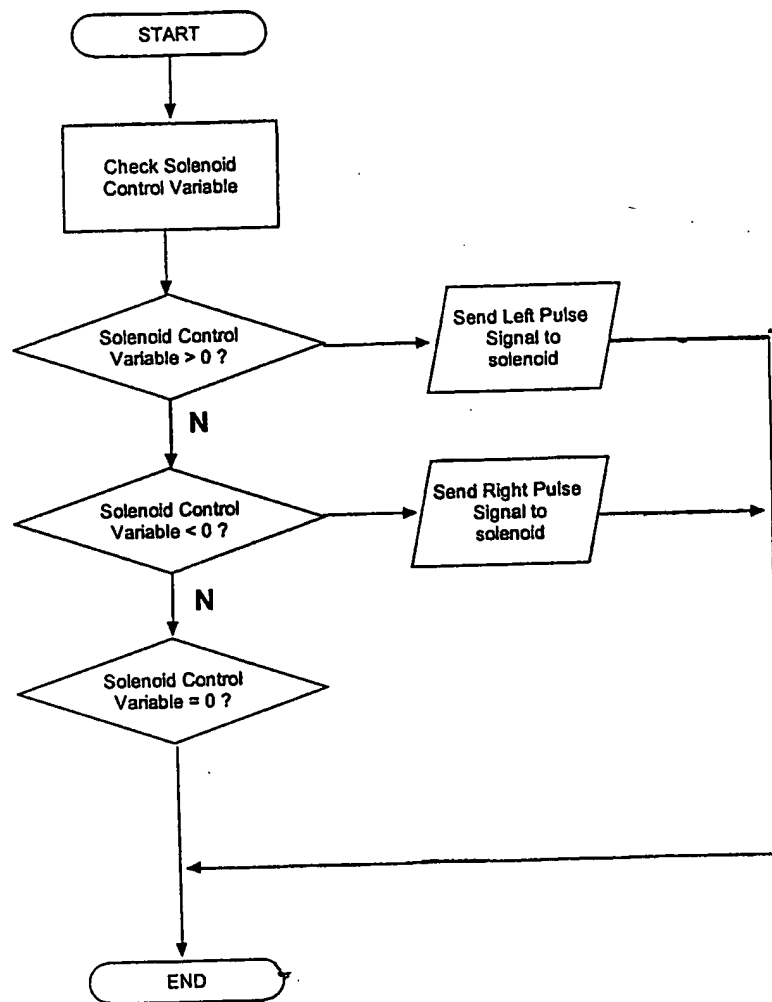 START
Check Solenoid
Control Variable
Solenoid Control
Variable > 0 ?
Send Left Pulse
Signal to
solenoid
N
Solenoid Control
Variable < 0 ?
Send Right Pulse
Signal to
solenoid
N
Solenoid Control
Variable = 0 ?
END